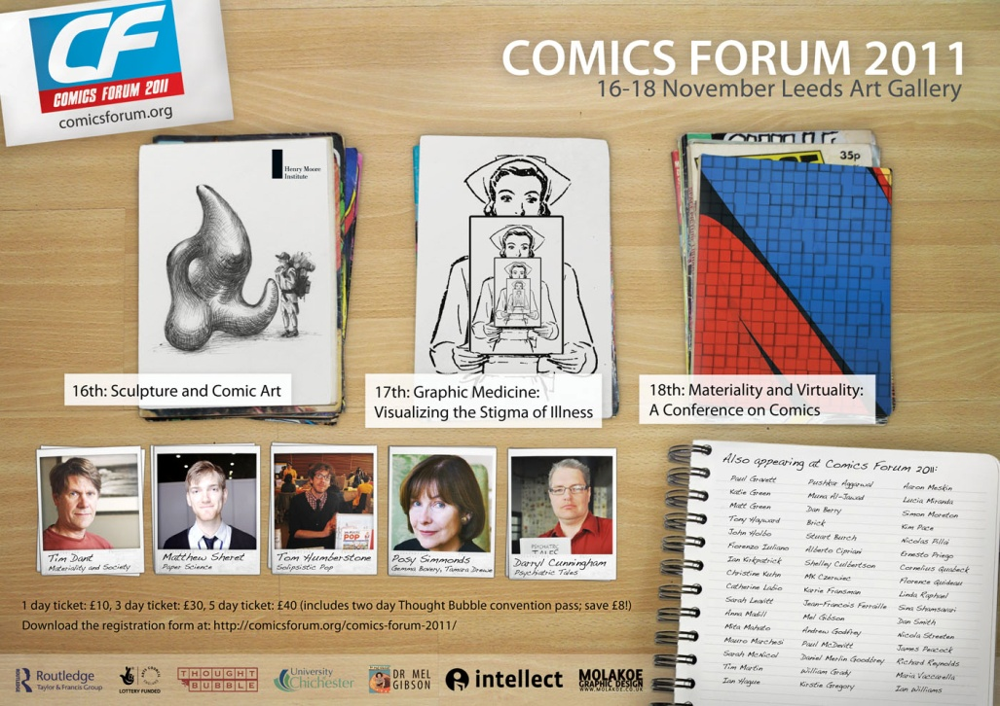 CF
COMICS FORUM 2011
comicsforum.org
COMICS FORUM 2011
16-18 November Leeds Art Gallery
Henry Moore
Institute
35p
16th: Sculpture and Comic Art
17th: Graphic Medicine:
Visualizing the Stigma of Illness
18th: Materiality and Virtuality:
A Conference on Comics
Tim Dant
Materiality and Society
Matthew Sheret
Paper Science
Tom Humberstone
Solipsistic Pop
Posy Simmonds
Gemma Bovery, Tamara Drewe
PSYCHIATRIC
TALES
Darryl Cunningham
Psychiatric Tales
Also appearing at Comics Forum 2011:
Paul Gravett
Katie Green
Matt Green
Tony Hayward
John Holbo
Fiorenzo Iuliano
Ian Kirkpatrick
Christine Kuhn
Catherine Labio
Sarah Leavitt
Anna Madill
Mita Mahato
Mauro Marchesi
Sarah McNicol
Tim Martin
Ian Hague
Pushkar Aggarwal
Muna Al-Jawad
Dan Berry
Brick
Stuart Burch
Alberto Cipriani
Shelley Culbertson
MK Czerwiec
Karrie Fransman
Jean-Francois Ferraille
Mel Gibson
Andrew Godfrey
Paul McDevitt
Daniel Merlin Goodbrey
William Grady
Kirstie Gregory
Aaron Meskin
Lucia Miranda
Simon Moreton
Kim Pace
Nicolas Pillai
Ernesto Priego
Cornelius Quabeck
Florence Quideau
Linda Raphael
Sina Shamsavari
Dan Smith
Nicola Streeten
James Peacock
Richard Reynolds
Maria Vaccarella
Ian Williams
1 day ticket: £10, 3 day ticket: £30, 5 day ticket: £40 (includes two day Thought Bubble convention pass; save £8!)
Download the registration form at: http://comicsforum.org/comics-forum-2011/
Routledge
Taylor & Francis Group
LOTTERY FUNDED
THOUGHT
BUBBLE
University
Chichester
DR MEL
GIBSON
intellect
MOLAKOE
GRAPHIC DESIGN
WWW.MOLAKOE.CO.UK